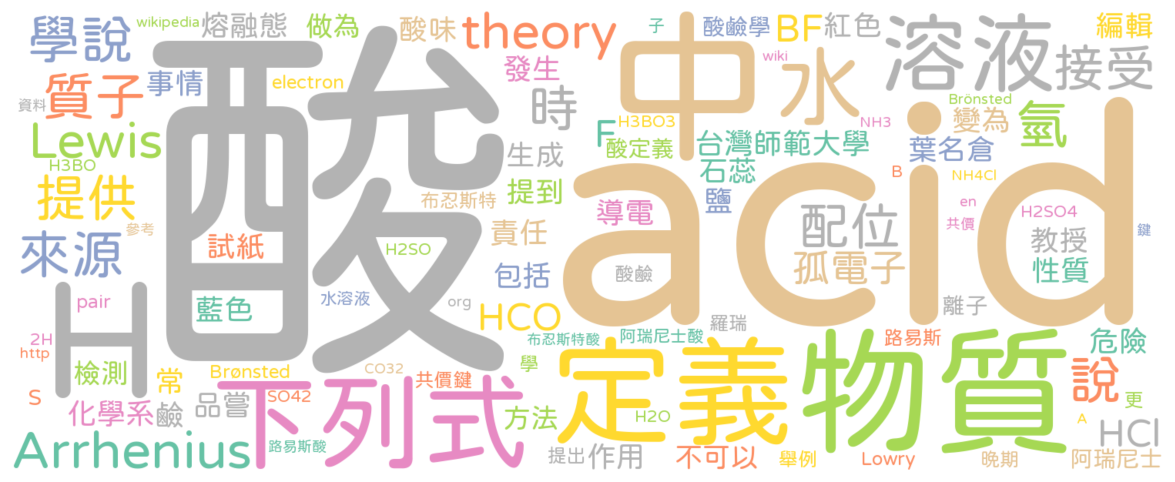 wikipedia
熔融態
做為
酸味
theory
子
酸鹼學
BF
紅色
編輯
學說
酸
中
水
溶液
接受
質子
事情
electron
發生
wiki
資料
時
H3BO3
NH3
Brönsted
變為
氫
Lewis
F
酸定義
台灣師範大學
葉名倉
H3BO
生成
石蕊
acid
提供
布忍斯特
提到
B
NH4Cl
鹽
en
參考
導電
配位
H2SO4
共價
鍵
來源
試紙
H2SO
責任
教授
孤電子
性質
包括
酸鹼
H
pair
藍色
水溶液
org
HCO
離子
羅瑞
2H
http
布忍斯特酸
阿瑞尼士酸
路易斯
危險
檢測
常
Brønsted
CO32
共價鍵
學
定義
物質
說
S
化學系
鹼
品嘗
SO42
下列式
方法
H2O
更
A
HCl
Arrhenius
路易斯酸
提出
作用
不可以
舉例
Lowry
晚期
阿瑞尼士